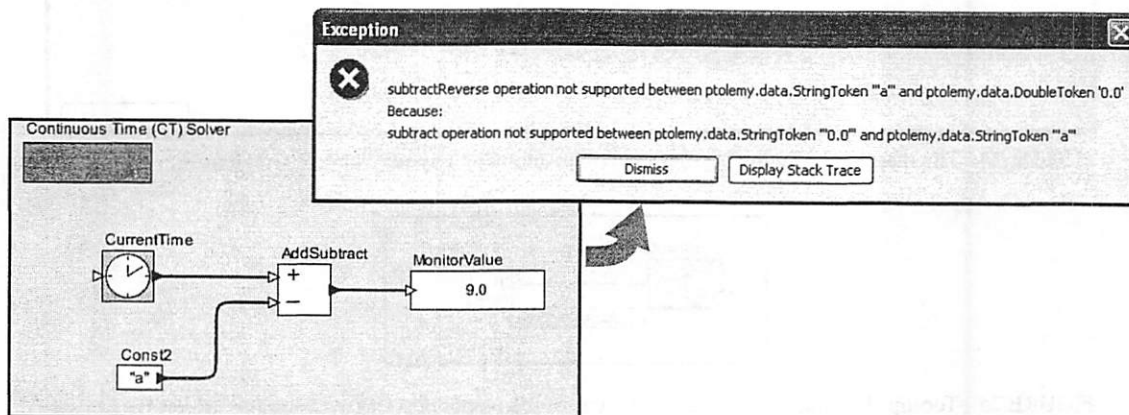 Exception
subtractReverse operation not supported between ptolemy.data.StringToken '"a"' and ptolemy.data.DoubleToken '0.0'
Because:
subtract operation not supported between ptolemy.data.StringToken '"0.0"' and ptolemy.data.StringToken '"a"'
Dismiss
Display Stack Trace
Continuous Time (CT) Solver
CurrentTime
AddSubtract
+
−
MonitorValue
9.0
Const2
"a"